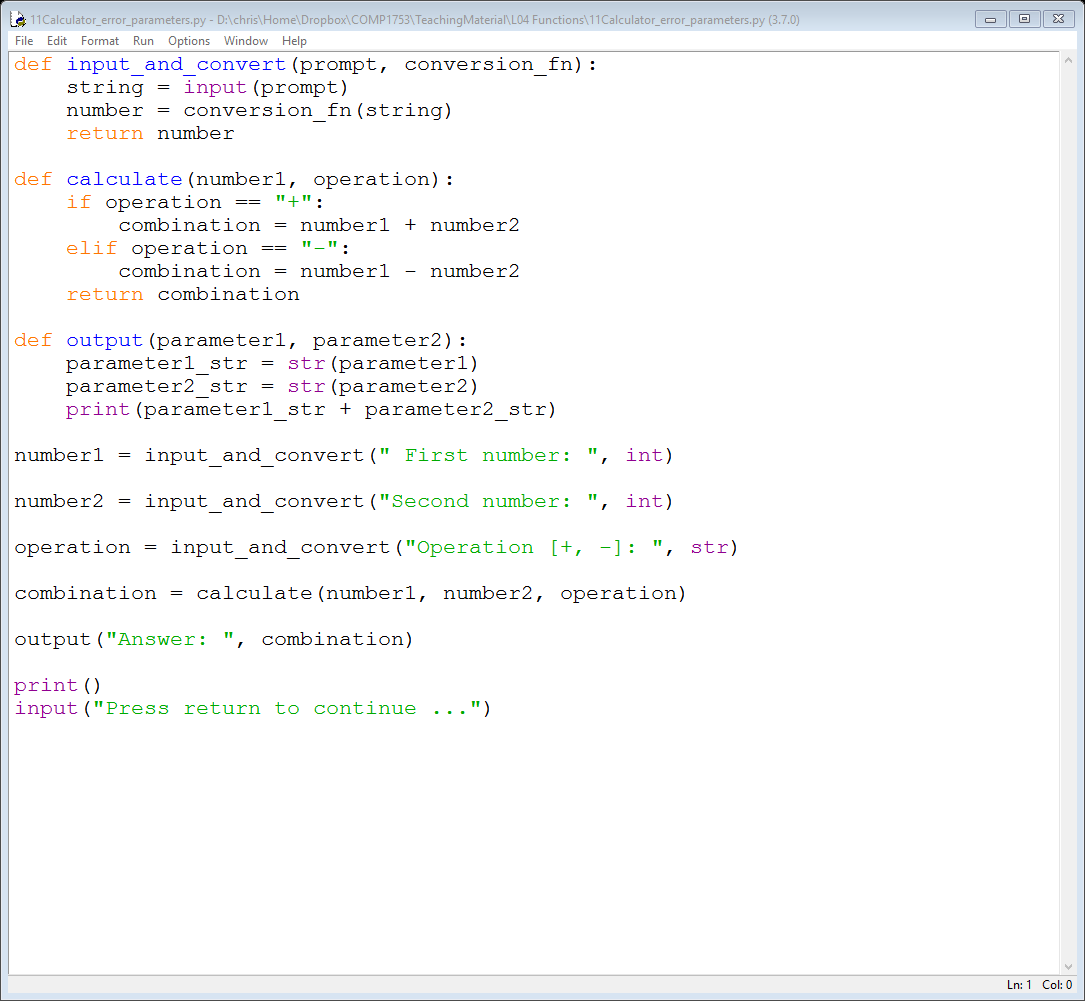 11Calculator_error_parameters.py - D:\chris\Home\Dropbox\COMP1753\TeachingMaterial\L04 Functions\11Calculator_error_parameters.py (3.7.0)
File Edit Format Run Options Window Help
def input_and_convert(prompt, conversion_fn):
    string = input(prompt)
    number = conversion_fn(string)
    return number

def calculate(number1, operation):
    if operation == "+":
        combination = number1 + number2
    elif operation == "-":
        combination = number1 - number2
    return combination

def output(parameter1, parameter2):
    parameter1_str = str(parameter1)
    parameter2_str = str(parameter2)
    print(parameter1_str + parameter2_str)

number1 = input_and_convert(" First number: ", int)

number2 = input_and_convert("Second number: ", int)

operation = input_and_convert("Operation [+, -]: ", str)

combination = calculate(number1, number2, operation)

output("Answer: ", combination)

print()
input("Press return to continue ...")
Ln: 1 Col: 0